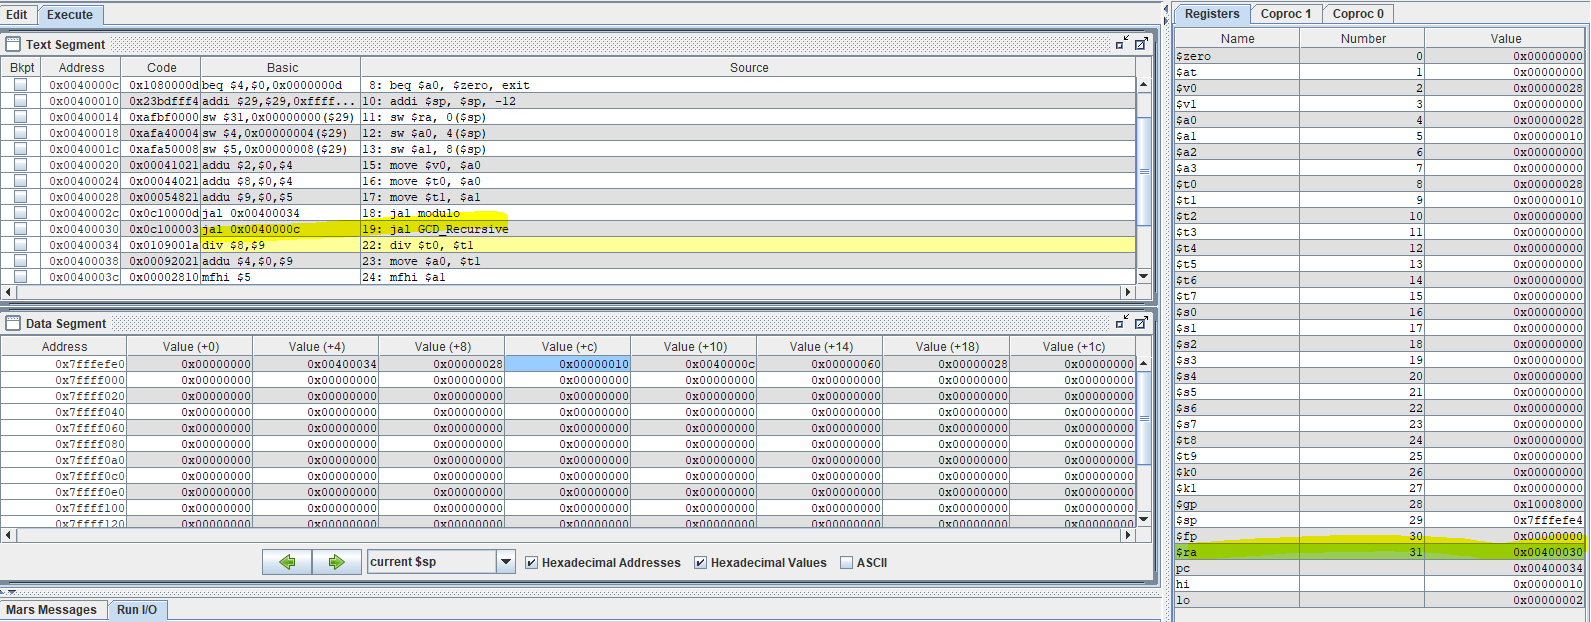 Edit Execute
Text Segment
Bkpt Address Code Basic Source
0x0040000c 0x1080000d beq $4,$0,0x0000000d 8: beq $a0, $zero, exit
0x00400010 0x23bdfff4 addi $29,$29,0xffff... 10: addi $sp, $sp, -12
0x00400014 0xafbf0000 sw $31,0x00000000($29) 11: sw $ra, 0($sp)
0x00400018 0xafa40004 sw $4,0x00000004($29) 12: sw $a0, 4($sp)
0x0040001c 0xafa50008 sw $5,0x00000008($29) 13: sw $a1, 8($sp)
0x00400020 0x00041021 addu $2,$0,$4 15: move $v0, $a0
0x00400024 0x00044021 addu $8,$0,$4 16: move $t0, $a0
0x00400028 0x00054821 addu $9,$0,$5 17: move $t1, $a1
0x0040002c 0x0c10000d jal 0x00400034 18: jal modulo
0x00400030 0x0c100003 jal 0x0040000c 19: jal GCD_Recursive
0x00400034 0x0109001a div $8,$9 22: div $t0, $t1
0x00400038 0x00092021 addu $4,$0,$9 23: move $a0, $t1
0x0040003c 0x00002810 mfhi $5 24: mfhi $a1
Data Segment
Address Value (+0) Value (+4) Value (+8) Value (+c) Value (+10) Value (+14) Value (+18) Value (+1c)
0x7fffefe0 0x00000000 0x00400034 0x00000028 0x00000010 0x0040000c 0x00000060 0x00000028 0x00000000
0x7ffff000 0x00000000 0x00000000 0x00000000 0x00000000 0x00000000 0x00000000 0x00000000 0x00000000
0x7ffff020 0x00000000 0x00000000 0x00000000 0x00000000 0x00000000 0x00000000 0x00000000 0x00000000
0x7ffff040 0x00000000 0x00000000 0x00000000 0x00000000 0x00000000 0x00000000 0x00000000 0x00000000
0x7ffff060 0x00000000 0x00000000 0x00000000 0x00000000 0x00000000 0x00000000 0x00000000 0x00000000
0x7ffff080 0x00000000 0x00000000 0x00000000 0x00000000 0x00000000 0x00000000 0x00000000 0x00000000
0x7ffff0a0 0x00000000 0x00000000 0x00000000 0x00000000 0x00000000 0x00000000 0x00000000 0x00000000
0x7ffff0c0 0x00000000 0x00000000 0x00000000 0x00000000 0x00000000 0x00000000 0x00000000 0x00000000
0x7ffff0e0 0x00000000 0x00000000 0x00000000 0x00000000 0x00000000 0x00000000 0x00000000 0x00000000
0x7ffff100 0x00000000 0x00000000 0x00000000 0x00000000 0x00000000 0x00000000 0x00000000 0x00000000
0x7ffff120 0x00000000 0x00000000 0x00000000 0x00000000 0x00000000 0x00000000 0x00000000 0x00000000
current $sp Hexadecimal Addresses Hexadecimal Values ASCII
Mars Messages Run I/O
Registers Coproc 1 Coproc 0
Name Number Value
$zero 0 0x00000000
$at 1 0x00000000
$v0 2 0x00000028
$v1 3 0x00000000
$a0 4 0x00000028
$a1 5 0x00000010
$a2 6 0x00000000
$a3 7 0x00000000
$t0 8 0x00000028
$t1 9 0x00000010
$t2 10 0x00000000
$t3 11 0x00000000
$t4 12 0x00000000
$t5 13 0x00000000
$t6 14 0x00000000
$t7 15 0x00000000
$s0 16 0x00000000
$s1 17 0x00000000
$s2 18 0x00000000
$s3 19 0x00000000
$s4 20 0x00000000
$s5 21 0x00000000
$s6 22 0x00000000
$s7 23 0x00000000
$t8 24 0x00000000
$t9 25 0x00000000
$k0 26 0x00000000
$k1 27 0x00000000
$gp 28 0x10008000
$sp 29 0x7fffefe4
$fp 30 0x00000000
$ra 31 0x00400030
pc 0x00400034
hi 0x00000010
lo 0x00000002